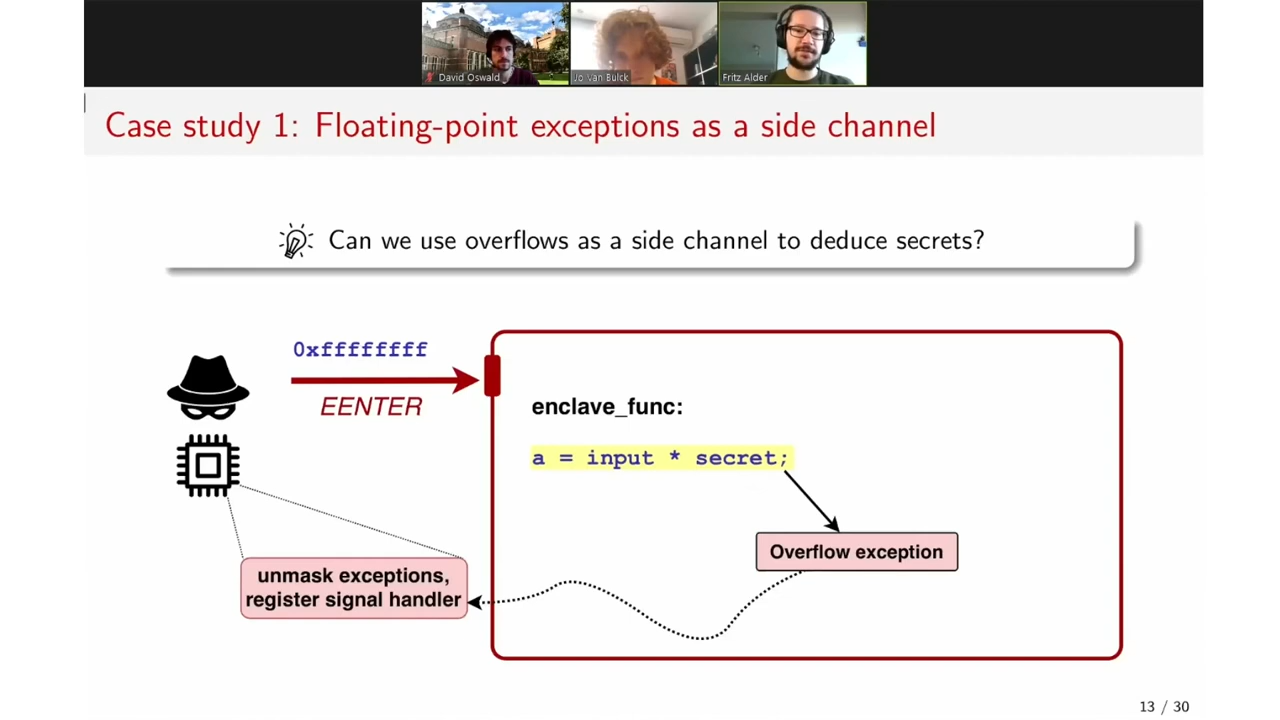 David Oswald
Jo Van Bulck
Fritz Alder
Case study 1: Floating-point exceptions as a side channel
Can we use overflows as a side channel to deduce secrets?
0xffffffff
EENTER
enclave_func:
a = input * secret;
Overflow exception
unmask exceptions,
register signal handler
13 / 30